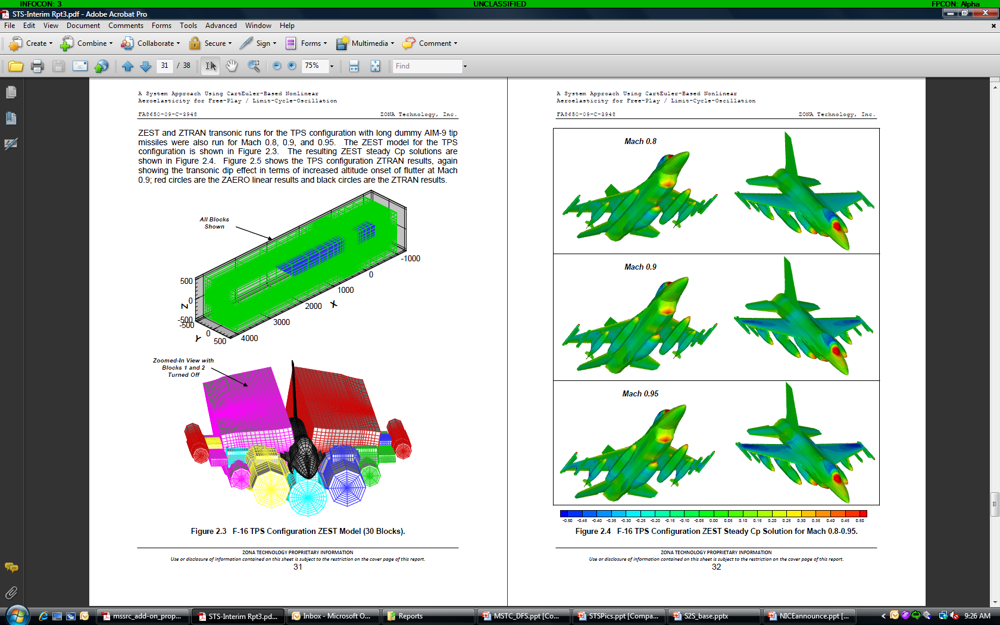 INFOCON: 3 UNCLASSIFIED FPCON: Alpha
STS-Interim Rpt3.pdf - Adobe Acrobat Pro
File Edit View Document Comments Forms Tools Advanced Window Help
Create Combine Collaborate Secure Sign Forms Multimedia Comment
31 / 38 75% Find
A System Approach Using CartEuler-Based Nonlinear
Aeroelasticity for Free-Play / Limit-Cycle-Oscillation
FA8650-09-C-3948 ZONA Technology, Inc.
ZEST and ZTRAN transonic runs for the TPS configuration with long dummy AIM-9 tip
missiles were also run for Mach 0.8, 0.9, and 0.95. The ZEST model for the TPS
configuration is shown in Figure 2.3. The resulting ZEST steady Cp solutions are
shown in Figure 2.4. Figure 2.5 shows the TPS configuration ZTRAN results, again
showing the transonic dip effect in terms of increased altitude onset of flutter at Mach
0.9; red circles are the ZAERO linear results and black circles are the ZTRAN results.
All Blocks
Shown
500
0
-500
Z
-500
0
500
Y
4000
3000
2000
1000
0
-1000
X
Zoomed-In View with
Blocks 1 and 2
Turned Off
Figure 2.3 F-16 TPS Configuration ZEST Model (30 Blocks).
ZONA TECHNOLOGY PROPRIETARY INFORMATION
Use or disclosure of information contained on this sheet is subject to the restriction on the cover page of this report.
31
A System Approach Using CartEuler-Based Nonlinear
Aeroelasticity for Free-Play / Limit-Cycle-Oscillation
FA8650-09-C-3948 ZONA Technology, Inc.
Mach 0.8
Mach 0.9
Mach 0.95
-0.50 -0.45 -0.40 -0.35 -0.30 -0.25 -0.20 -0.15 -0.10 -0.05 0.00 0.05 0.10 0.15 0.20 0.25 0.30 0.35 0.40 0.45 0.50
Figure 2.4 F-16 TPS Configuration ZEST Steady Cp Solution for Mach 0.8-0.95.
ZONA TECHNOLOGY PROPRIETARY INFORMATION
Use or disclosure of information contained on this sheet is subject to the restriction on the cover page of this report.
32
mssrc_add-on_prop... STS-Interim Rpt3.pd... Inbox - Microsoft O... Reports MSTC_DFS.ppt [Co... STSPics.ppt [Compa... S2S_base.pptx NICEannounce.ppt [... 9:26 AM